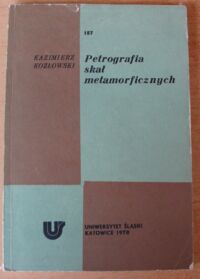 187
KAZIMIERZ
KOZŁOWSKI
Petrografia
skał
metamorficznych
UNIWERSYTET ŚLĄSKI
KATOWICE 1978